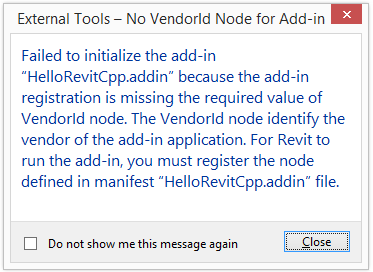 External Tools – No VendorId Node for Add-in
Failed to initialize the add-in
“HelloRevitCpp.addin” because the add-in
registration is missing the required value of
VendorId node. The VendorId node identify the
vendor of the add-in application. For Revit to
run the add-in, you must register the node
defined in manifest “HelloRevitCpp.addin” file.
Do not show me this message again
Close